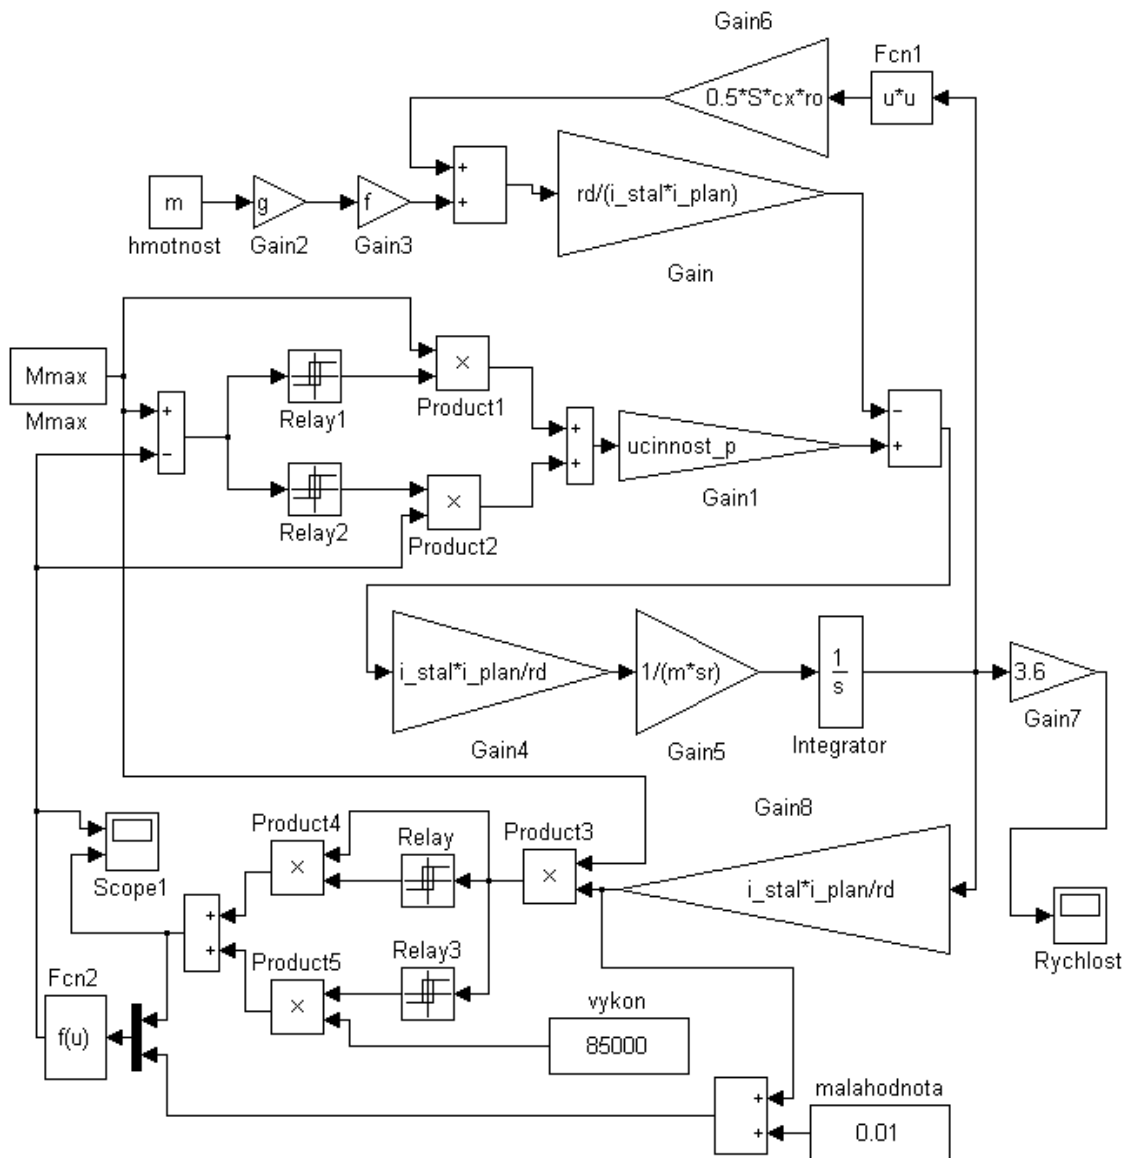 Gain6
Fcn1
0.5*S*cx*ro
u*u
+
+
m
g
f
rd/(i_stal*i_plan)
hmotnost
Gain2
Gain3
Gain
Mmax
Mmax
+
−
Relay1
×
Product1
+
+
ucinnost_p
−
+
Gain1
Relay2
×
Product2
i_stal*i_plan/rd
1/(m*sr)
1
s
3.6
Gain4
Gain5
Integrator
Gain7
Gain8
Product4
Relay
Product3
×
×
i_stal*i_plan/rd
Scope1
+
+
Product5
Relay3
Rychlost
Fcn2
×
vykon
f(u)
85000
malahodnota
+
+
0.01